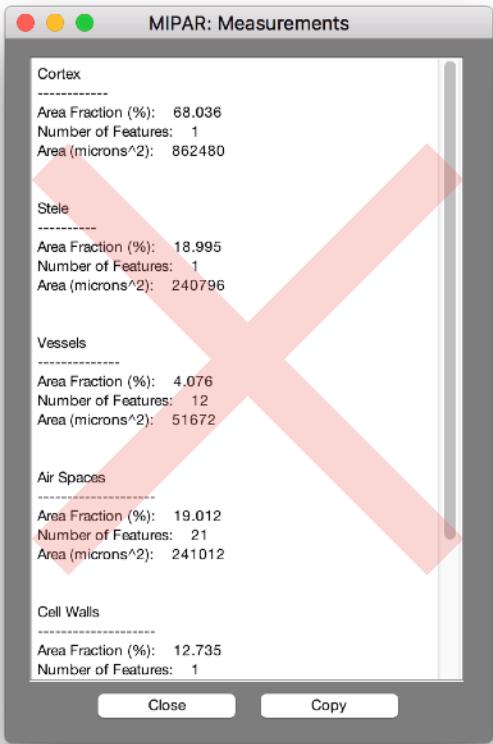 MIPAR: Measurements
Cortex
------------
Area Fraction (%): 68.036
Number of Features: 1
Area (microns^2): 862480
Stele
----------
Area Fraction (%): 18.995
Number of Features: 1
Area (microns^2): 240796
Vessels
--------------
Area Fraction (%): 4.076
Number of Features: 12
Area (microns^2): 51672
Air Spaces
--------------------
Area Fraction (%): 19.012
Number of Features: 21
Area (microns^2): 241012
Cell Walls
--------------------
Area Fraction (%): 12.735
Number of Features: 1
Close Copy